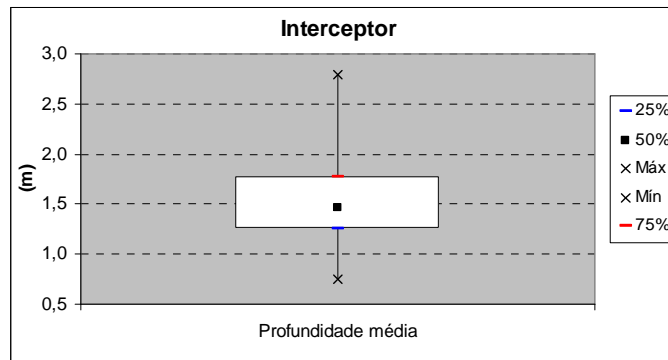 Interceptor
3,0
2,5
2,0
1,5
1,0
0,5
(m)
Profundidade média
25%
50%
Máx
Mín
75%